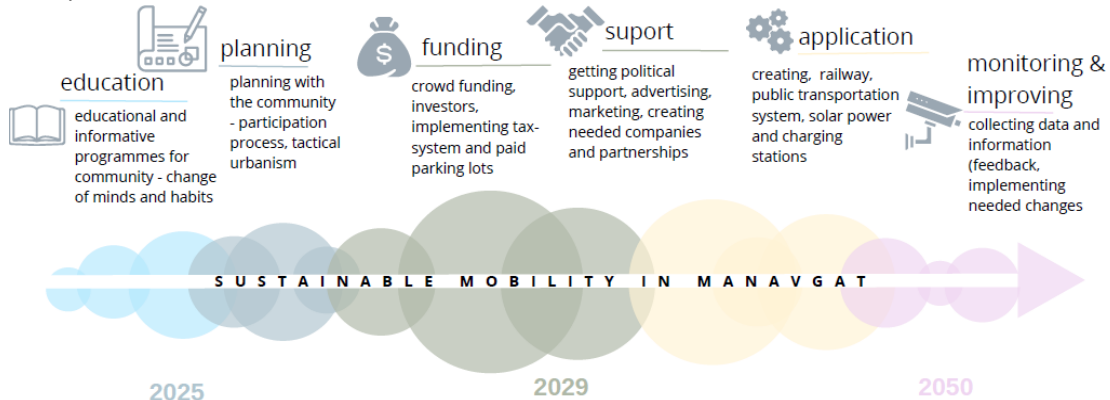 education
educational and
informative
programmes for
community - change
of minds and habits
planning
planning with
the community
- participation
process, tactical
urbanism
funding
crowd funding,
investors,
implementing tax-
system and paid
parking lots
suport
getting political
support, advertising,
marketing, creating
needed companies
and partnerships
application
creating, railway,
public transportation
system, solar power
and charging
stations
monitoring &
improving
collecting data and
information
(feedback,
implementing
needed changes
$
SUSTAINABLE MOBILITY IN MANAVGAT
2025
2029
2050